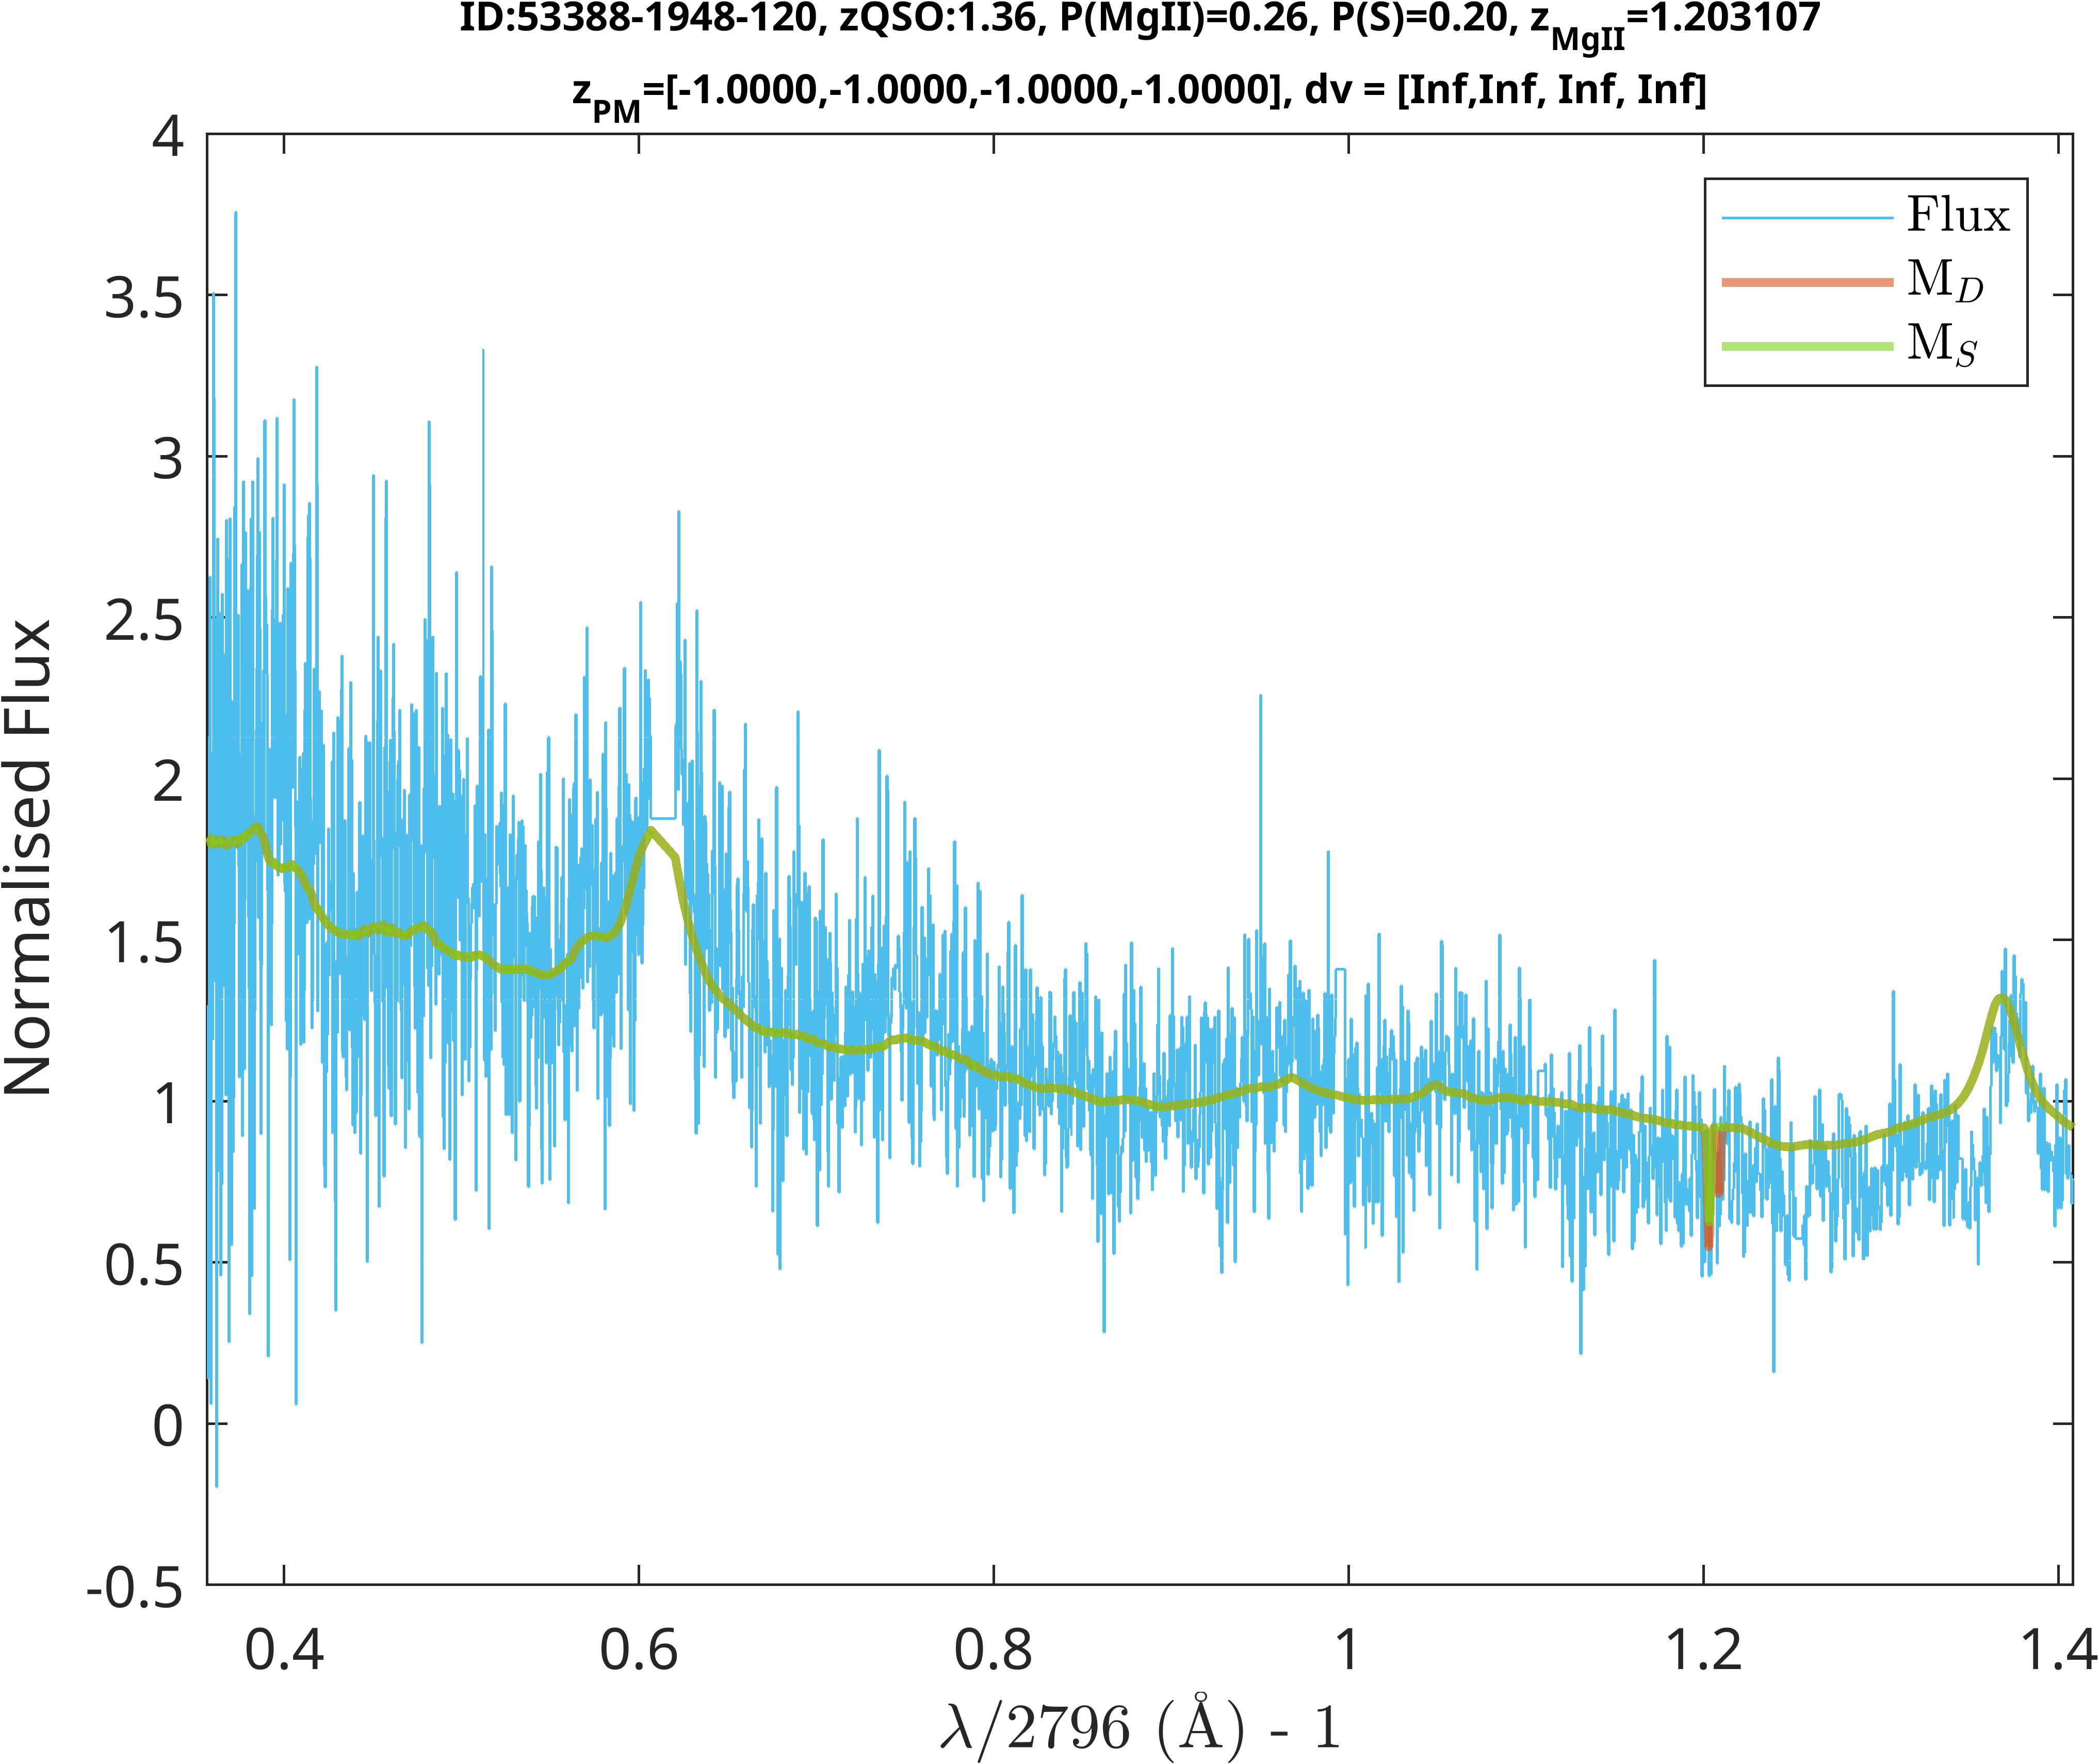 ID:53388-1948-120, zQSO:1.36, P(MgII)=0.26, P(S)=0.20, zMgII=1.203107
zPM=[-1.0000,-1.0000,-1.0000,-1.0000], dv = [Inf,Inf, Inf, Inf]
4
3.5
3
2.5
2
1.5
1
0.5
0
-0.5
Normalised Flux
Flux
MD
MS
0.4 0.6 0.8 1 1.2 1.4
λ/2796 (Å) - 1